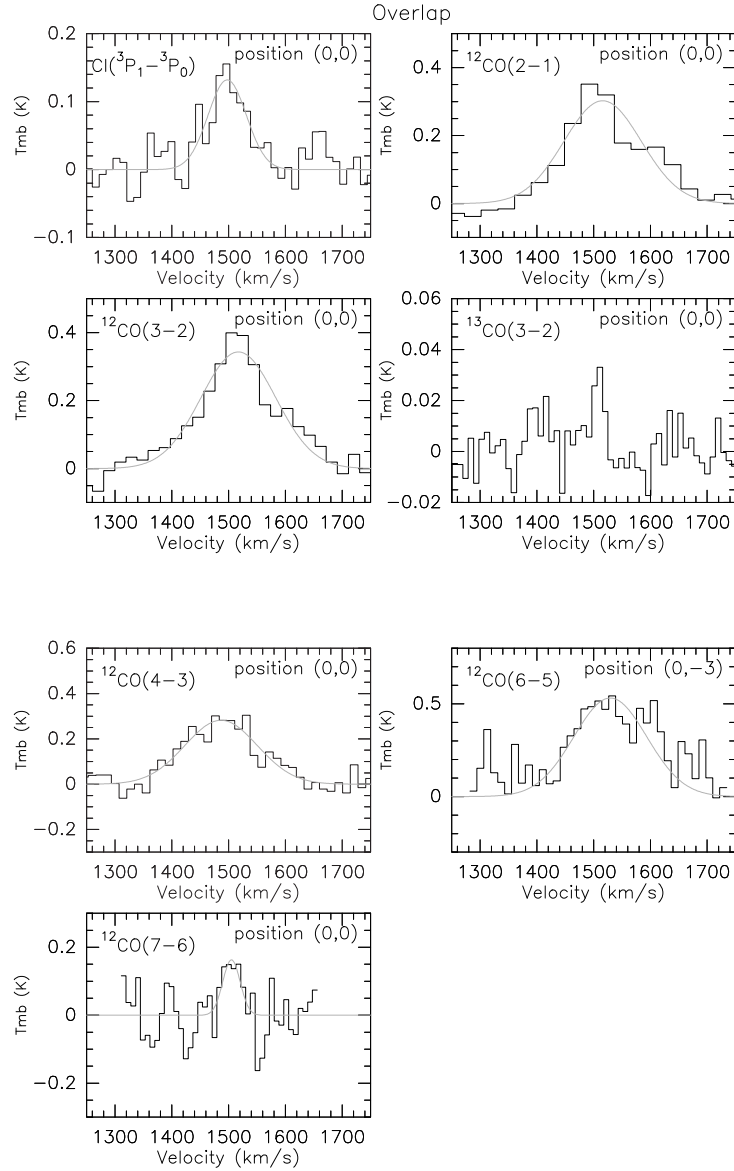 Overlap
CI(³P₁−³P₀) position (0,0)
Tmb (K)
0.2
0.1
0
−0.1
1300 1400 1500 1600 1700
Velocity (km/s)
¹²CO(2−1) position (0,0)
Tmb (K)
0.4
0.2
0
1300 1400 1500 1600 1700
Velocity (km/s)
¹²CO(3−2) position (0,0)
Tmb (K)
0.4
0.2
0
1300 1400 1500 1600 1700
Velocity (km/s)
¹³CO(3−2) position (0,0)
Tmb (K)
0.06
0.04
0.02
0
−0.02
1300 1400 1500 1600 1700
Velocity (km/s)
¹²CO(4−3) position (0,0)
Tmb (K)
0.6
0.4
0.2
0
−0.2
1300 1400 1500 1600 1700
Velocity (km/s)
¹²CO(6−5) position (0,−3)
Tmb (K)
0.5
0
1300 1400 1500 1600 1700
Velocity (km/s)
¹²CO(7−6) position (0,0)
Tmb (K)
0.2
0
−0.2
1300 1400 1500 1600 1700
Velocity (km/s)